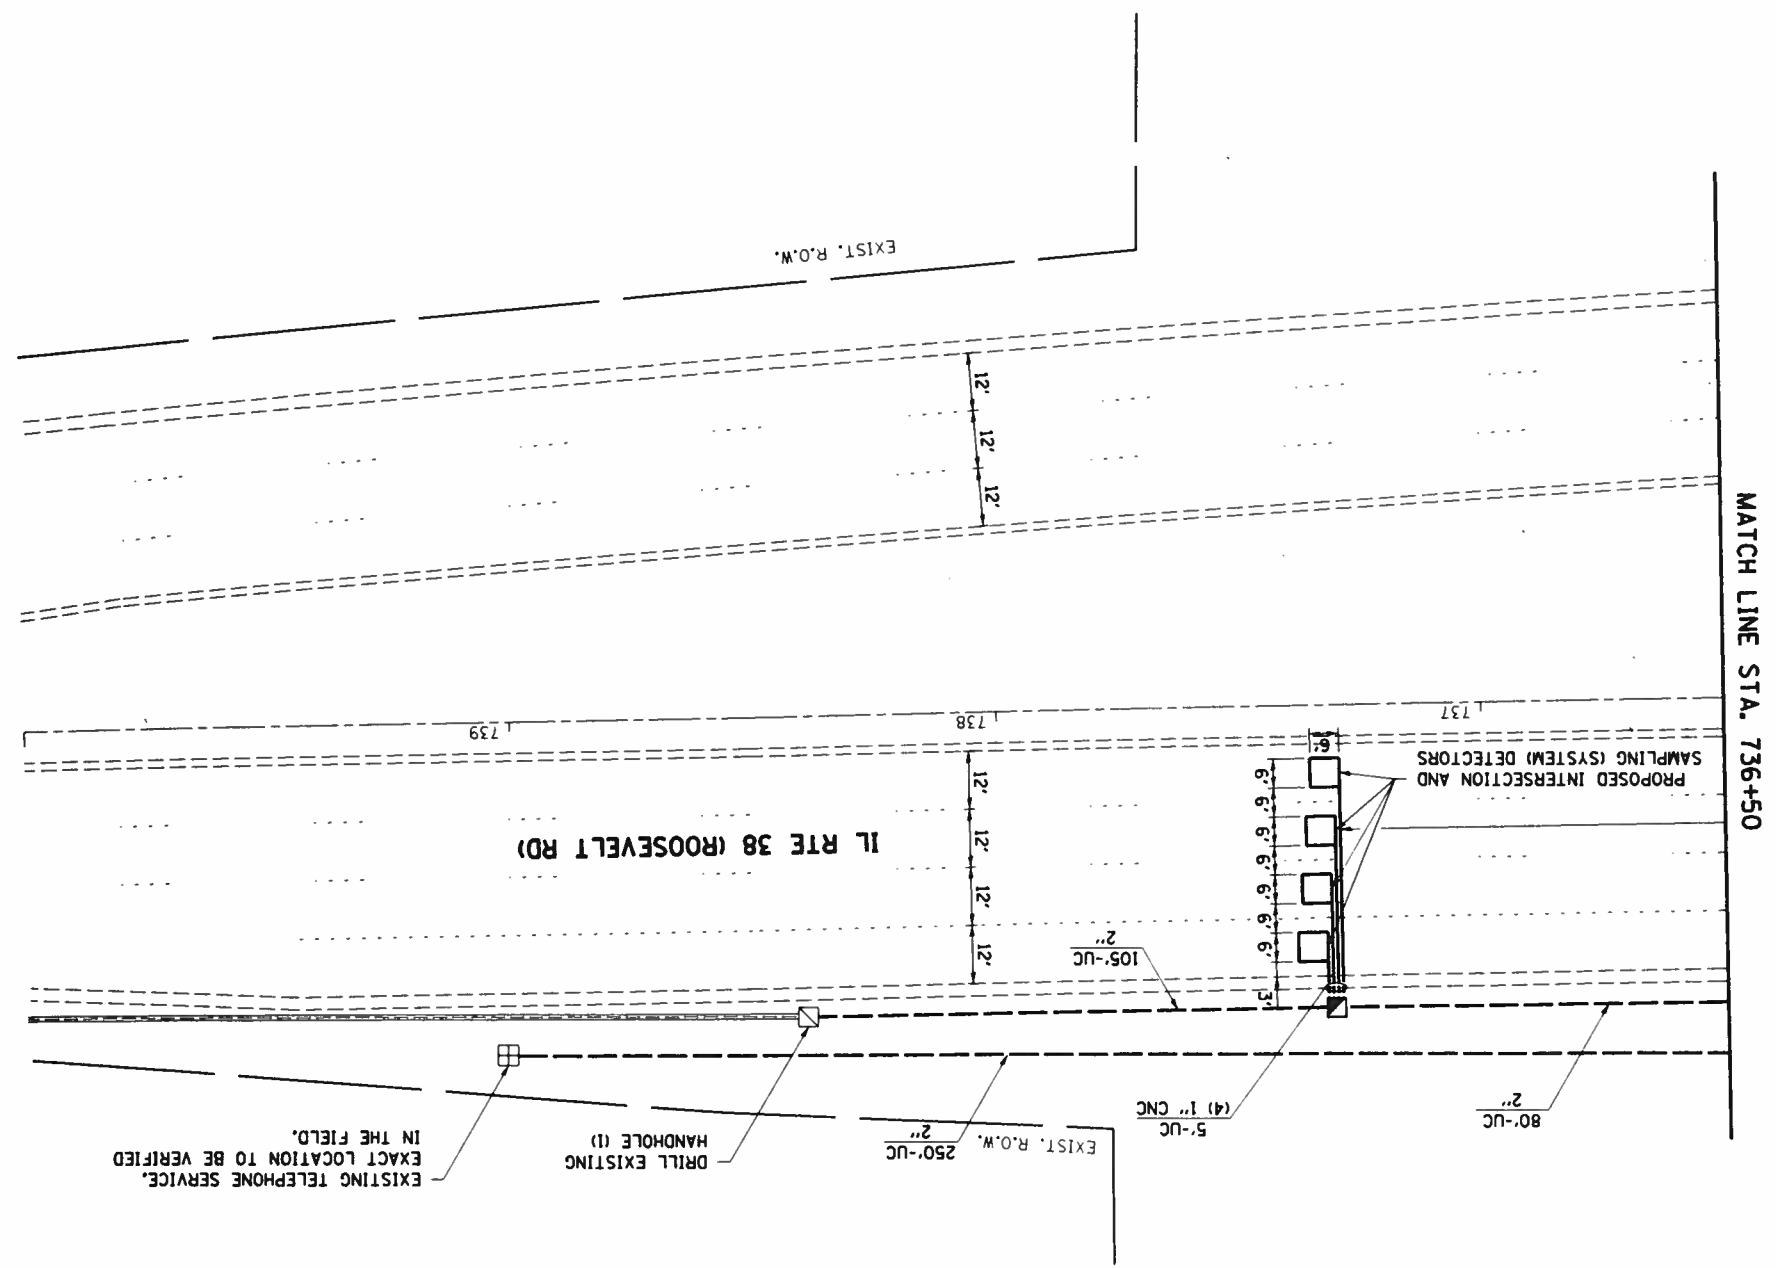 EXIST. R.O.W.
12'
12'
12'
MATCH LINE STA. 736+50
739
738
737
6'
PROPOSED INTERSECTION AND
SAMPLING (SYSTEM) DETECTORS
IL RTE 38 (ROOSEVELT RD)
12'
12'
12'
12'
6'
6'
6'
6'
6'
6'
6'
3'
105'-UC
2"
80'-UC
2"
5'-UC
(4) 1" CNC
250'-UC
2"
EXIST. R.O.W.
DRILL EXISTING
HANDHOLE (1)
EXISTING TELEPHONE SERVICE.
EXACT LOCATION TO BE VERIFIED
IN THE FIELD.